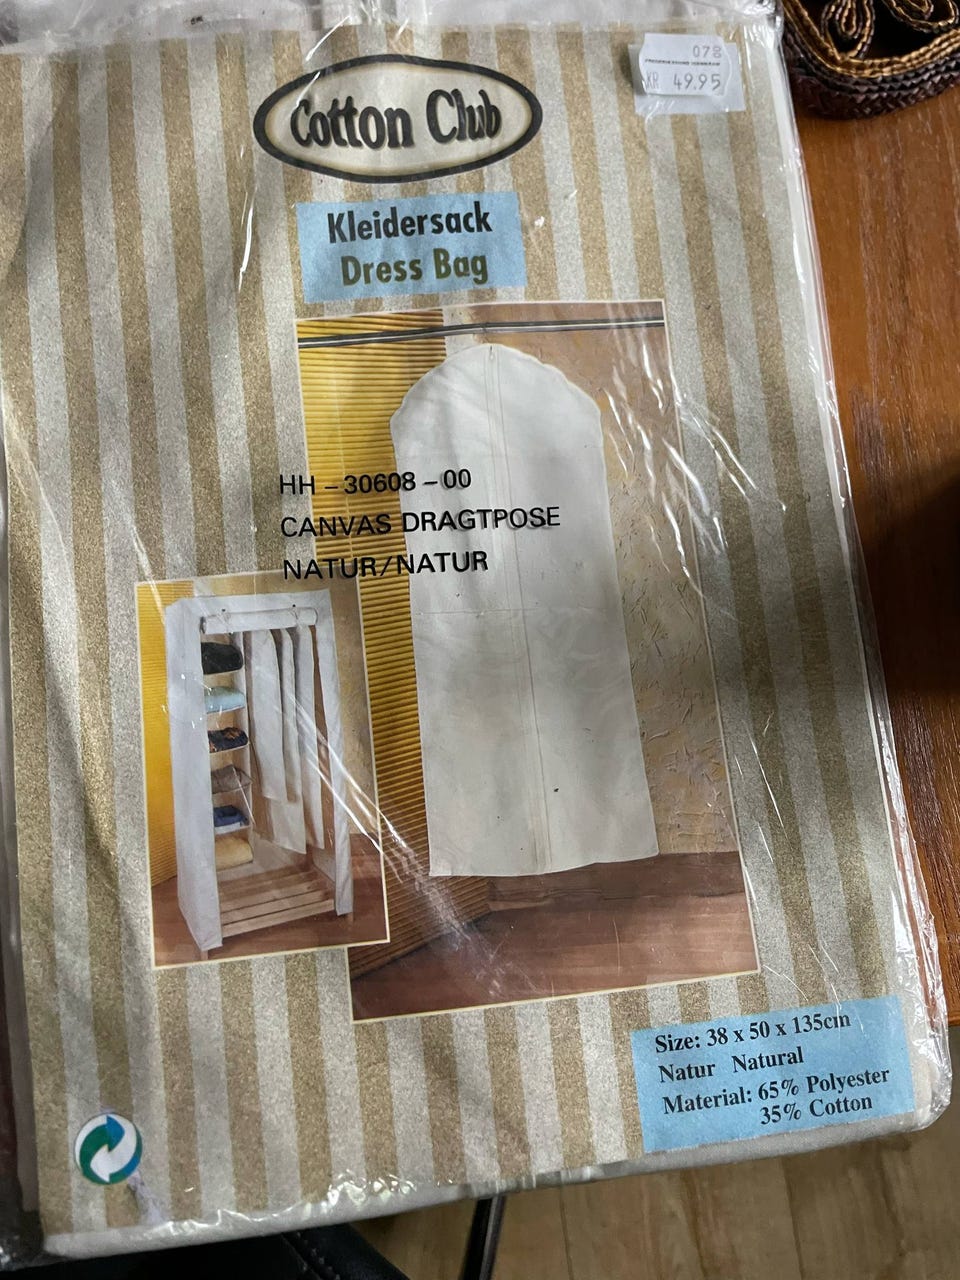 Cotton Club
078
KR 49.95
Kleidersack
Dress Bag
HH – 30608 – 00
CANVAS DRAGTPOSE
NATUR/NATUR
Size: 38 x 50 x 135cm
Natur Natural
Material: 65% Polyester
35% Cotton